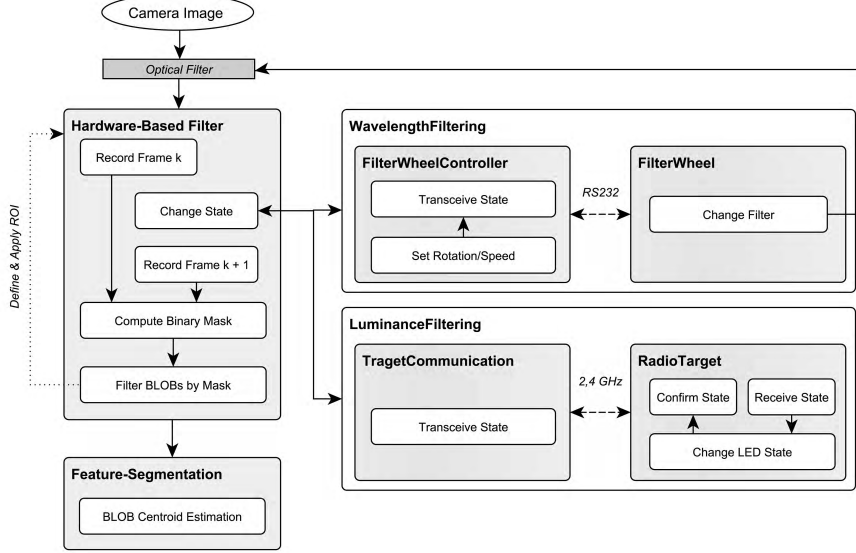 Camera Image
Optical Filter
Hardware-Based Filter
Record Frame k
Change State
Record Frame k + 1
Compute Binary Mask
Filter BLOBs by Mask
Define & Apply ROI
Feature-Segmentation
BLOB Centroid Estimation
WavelengthFiltering
FilterWheelController
Transceive State
Set Rotation/Speed
RS232
FilterWheel
Change Filter
LuminanceFiltering
TragetCommunication
Transceive State
2,4 GHz
RadioTarget
Confirm State
Receive State
Change LED State